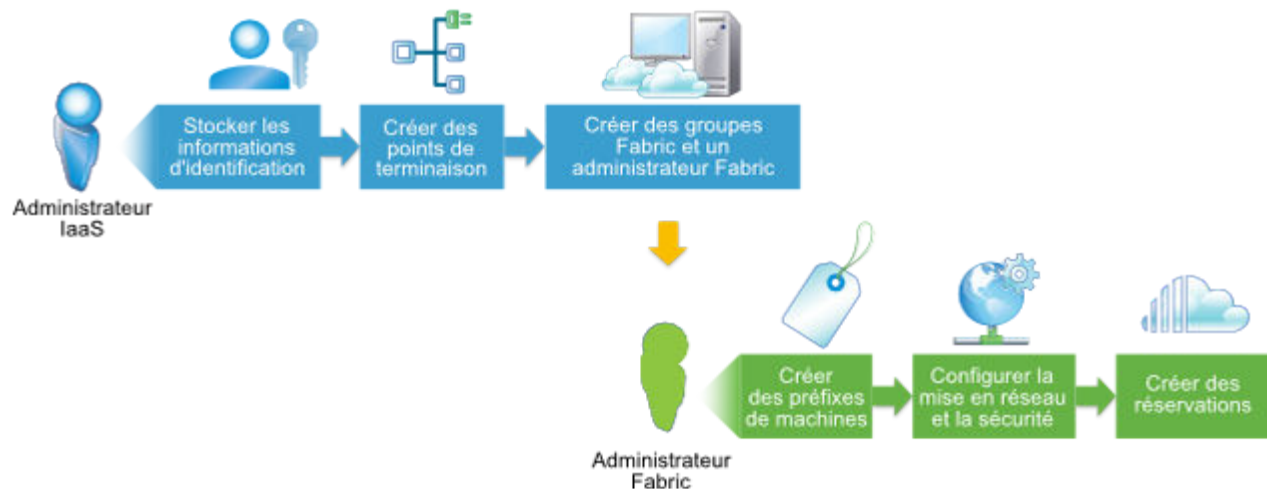 Administrateur
IaaS
Stocker les
informations
d'identification
Créer des
points de
terminaison
Créer des groupes
Fabric et un
administrateur Fabric
Administrateur
Fabric
Créer
des préfixes
de machines
Configurer la
mise en réseau
et la sécurité
Créer des
réservations